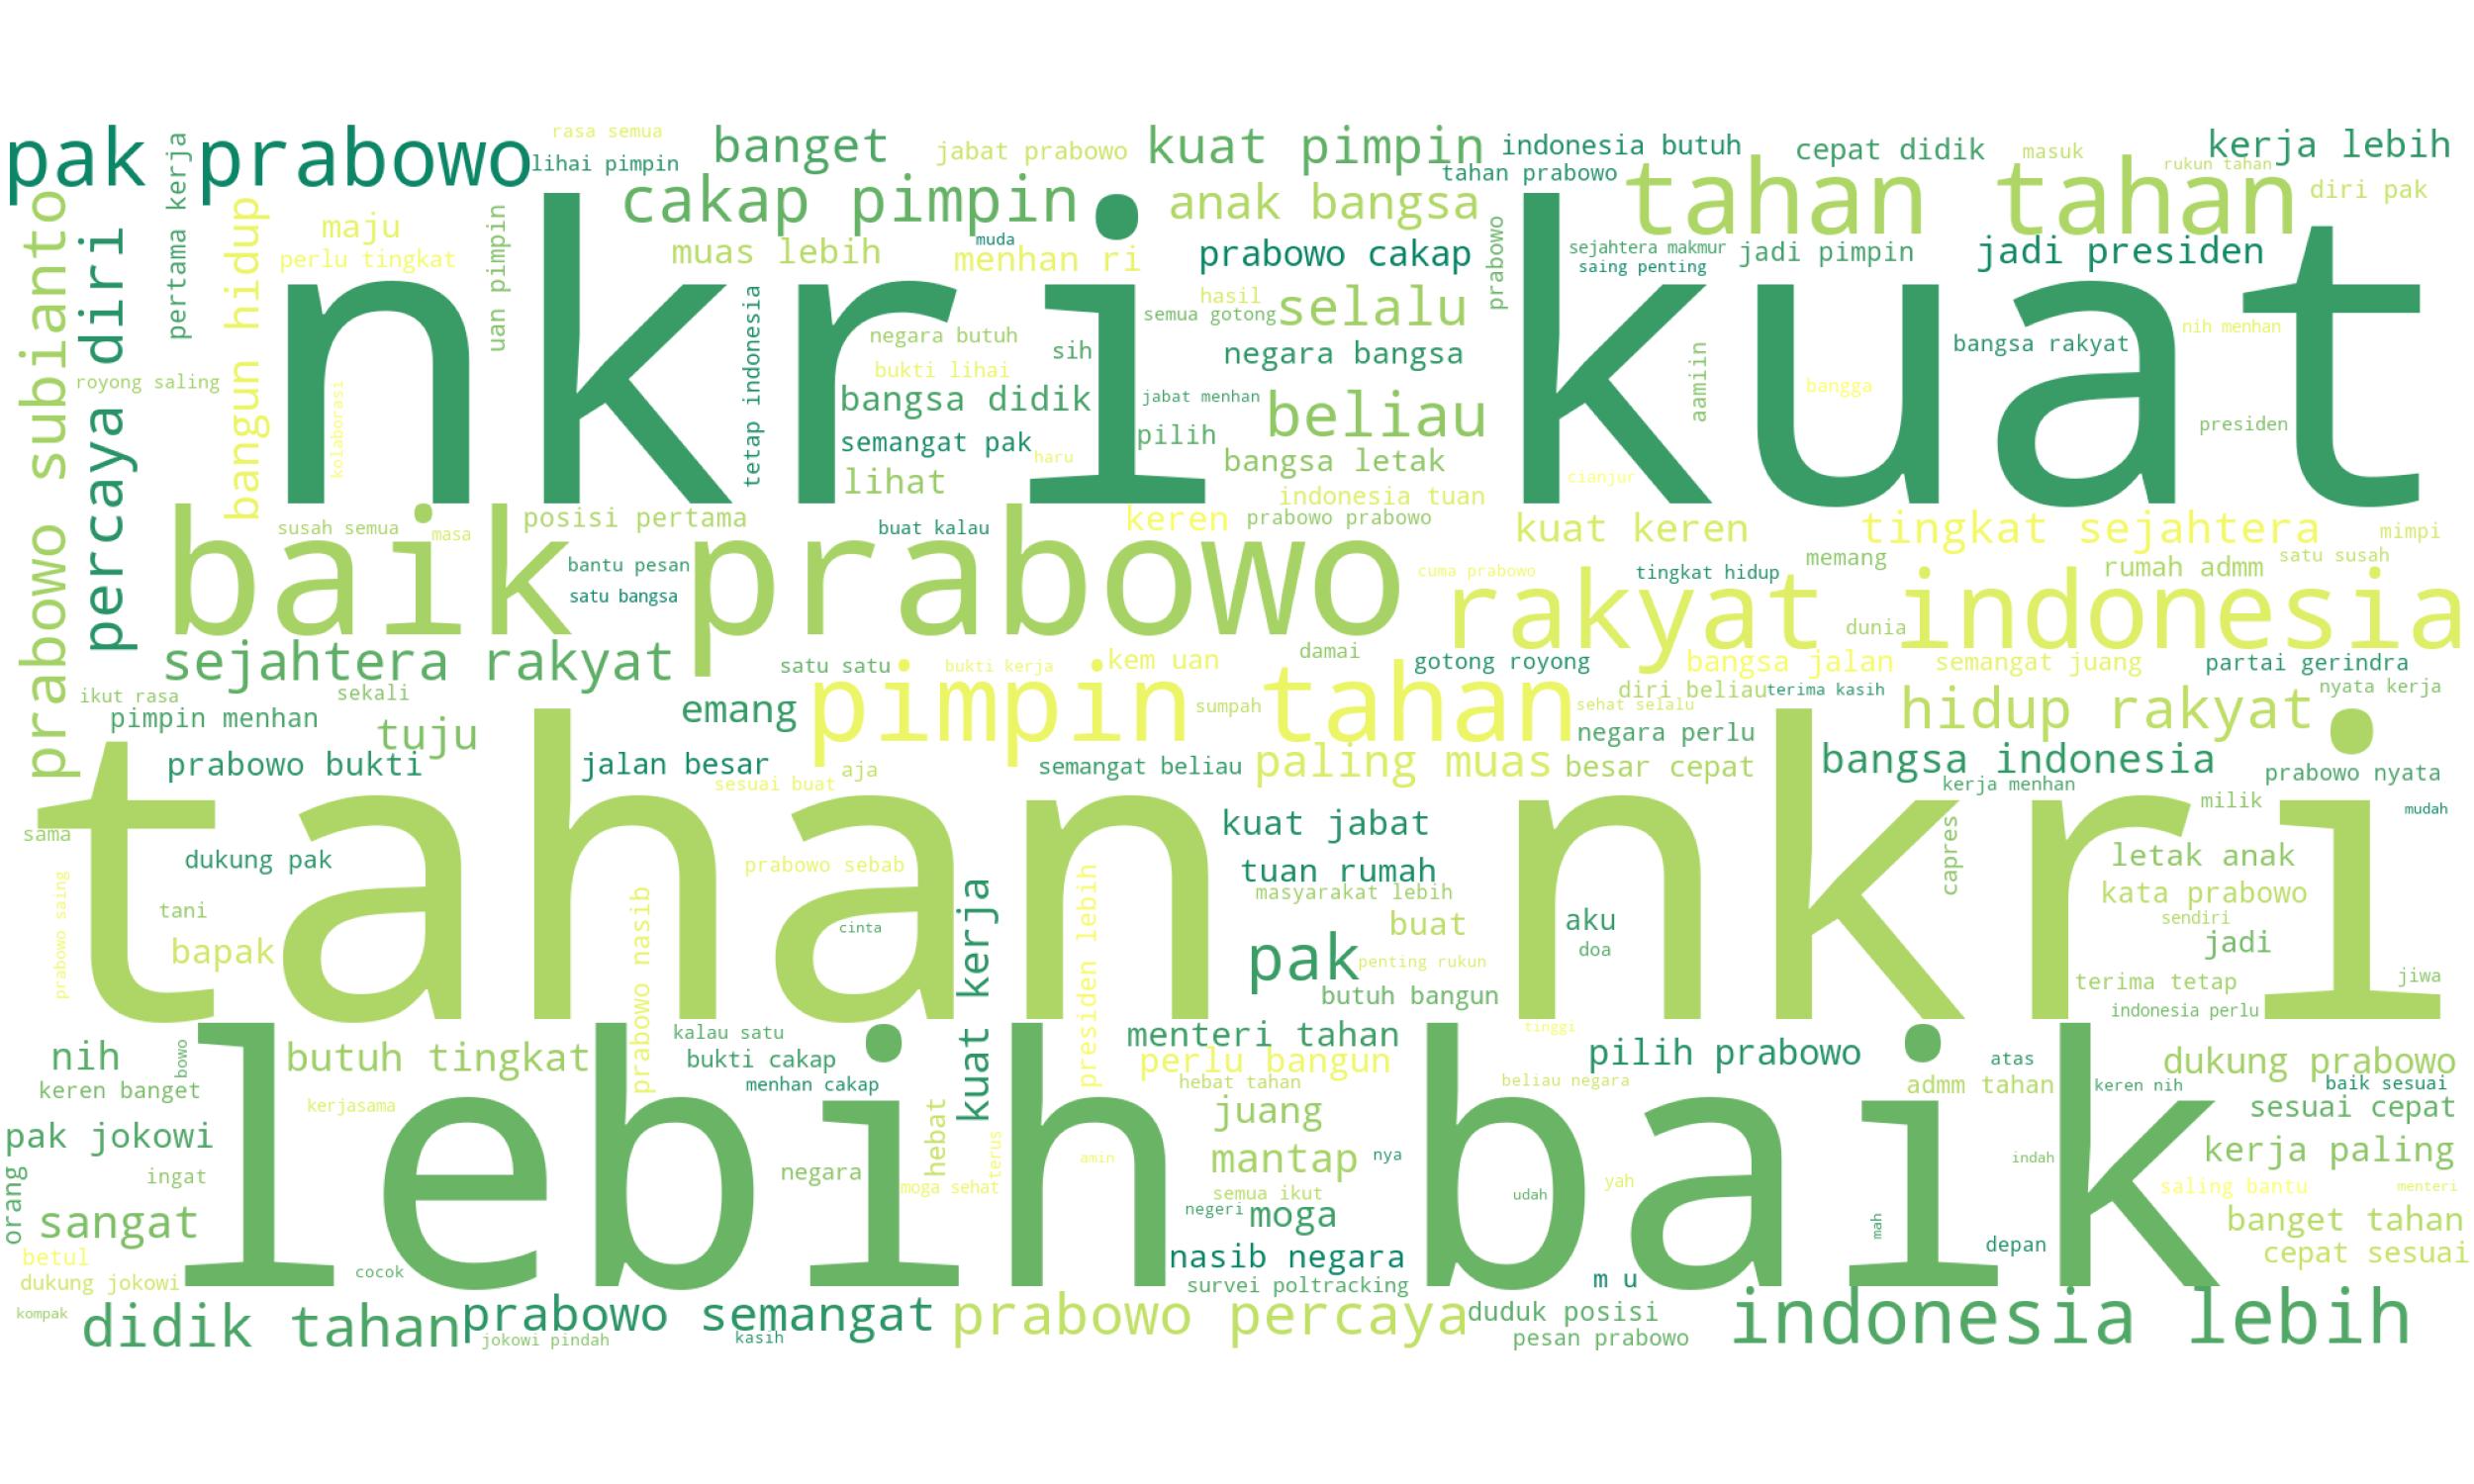 pak prabowo
pertama kerja
rasa semua
lihai pimpin
banget
jabat prabowo
kuat pimpin
indonesia butuh
cepat didik
masuk
kerja lebih
rukun tahan
tahan prabowo
cakap pimpin
anak bangsa
tahan tahan
diri pak
prabowo subianto
percaya diri
bangun hidup
maju
perlu tingkat
uan pimpin
muas lebih
muda
menhan ri
prabowo cakap
prabowo
sejahtera makmur
saing penting
jadi pimpin
jadi presiden
nkri kuat
tetap indonesia
hasil
semua gotong
selalu
negara butuh
sih
negara bangsa
bangsa rakyat
nih menhan
royong saling
kelaborasi
bukti lihai
bangsa didik
jabat menhan
beliau
aamiin
bangga
presiden
semangat pak
haru
pilih
bangsa letak
lihat
indonesia tuan
cianjur
baik prabowo
susah semua
masa
posisi pertama
buat kalau
keren
prabowo prabowo
kuat keren
tingkat sejahtera
mimpi
bantu pesan
satu bangsa
cuma prabowo
tingkat hidup
memang
rumah admm
satu susah
rakyat indonesia
dunia
sejahtera rakyat
satu satu
bukti kerja
kem uan
damai
gotong royong
bangsa jalan
semangat juang
partai gerindra
ikut rasa
sekali
pimpin tahan
diri beliau
terima kasih
nyata kerja
pimpin menhan
tuju
emang
sumpah
sehat selalu
hidup rakyat
negara perlu
prabowo bukti
jalan besar
aja
sesuai buat
semangat beliau
paling muas
besar cepat
bangsa indonesia
kerja menhan
prabowo nyata
tahan nkri
sama
kuat jabat
milik
mudah
dukung pak
prabowo sebab
tuan rumah
masyarakat lebih
capres
letak anak
kata prabowo
prabowo saing
tani
prabowo nasib
cinta
kuat kerja
presiden lebih
buat
aku
sendiri
bapak
pak
doa
penting rukun
jadi
terima tetap
jiwa
butuh bangun
indonesia perlu
lebih baik
nih
bowo
butuh tingkat
kalau satu
bukti cakap
menhan cakap
menteri tahan
perlu bangun
hebat tahan
tinggi
pilih prabowo
beliau negara
atas
admm tahan
keren nih
dukung prabowo
baik sesuai
keren banget
kerjasama
hebat
juang
sesuai cepat
pak jokowi
terus
amin
mantap
nya
indah
kerja paling
orang
ingat
negara
moga sehat
semua ikut
udah
yah
saling bantu
menteri
sangat
negeri
moga
mah
banget tahan
betul
nasib negara
depan
cepat sesuai
dukung jokowi
cocok
survei poltracking
m u
kompak
didik tahan
prabowo semangat
jokowi pindah
kasih
prabowo percaya
duduk posisi
pesan prabowo
indonesia lebih